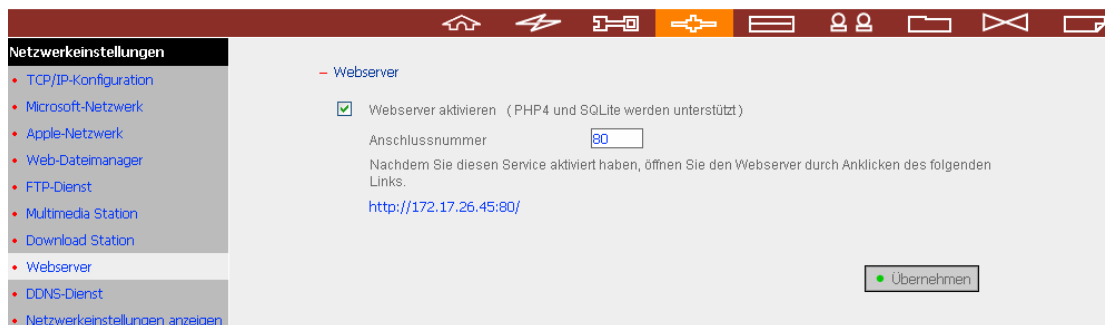 Netzwerkeinstellungen
TCP/IP-Konfiguration
Microsoft-Netzwerk
Apple-Netzwerk
Web-Dateimanager
FTP-Dienst
Multimedia Station
Download Station
Webserver
DDNS-Dienst
Netzwerkeinstellungen anzeigen
– Webserver
Webserver aktivieren ( PHP4 und SQLite werden unterstützt )
Anschlussnummer 80
Nachdem Sie diesen Service aktiviert haben, öffnen Sie den Webserver durch Anklicken des folgenden
Links.
http://172.17.26.45:80/
Übernehmen